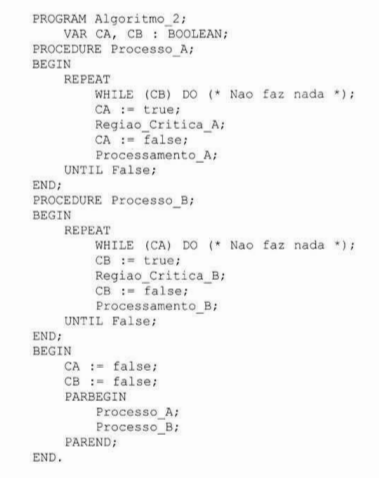 PROGRAM Algoritmo_2;
    VAR CA, CB : BOOLEAN;
PROCEDURE Processo_A;
BEGIN
    REPEAT
        WHILE (CB) DO (* Nao faz nada *);
        CA := true;
        Regiao_Critica_A;
        CA := false;
        Processamento_A;
    UNTIL False;
END;
PROCEDURE Processo_B;
BEGIN
    REPEAT
        WHILE (CA) DO (* Nao faz nada *);
        CB := true;
        Regiao_Critica_B;
        CB := false;
        Processamento_B;
    UNTIL False;
END;
BEGIN
    CA := false;
    CB := false;
    PARBEGIN
        Processo_A;
        Processo_B;
    PAREND;
END.